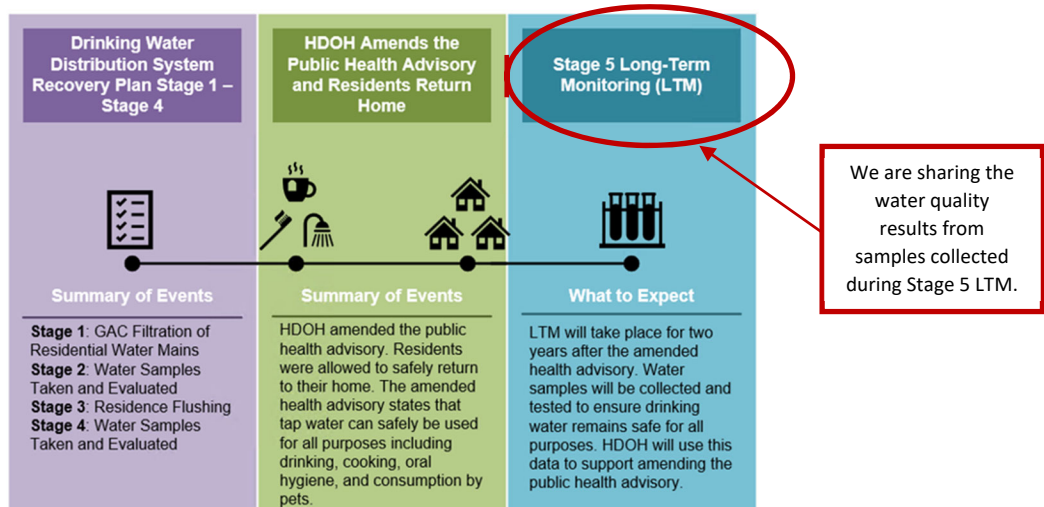 Drinking Water
Distribution System
Recovery Plan Stage 1 –
Stage 4
HDOH Amends the
Public Health Advisory
and Residents Return
Home
Stage 5 Long-Term
Monitoring (LTM)
We are sharing the
water quality
results from
samples collected
during Stage 5 LTM.
Summary of Events
Stage 1: GAC Filtration of
Residential Water Mains
Stage 2: Water Samples
Taken and Evaluated
Stage 3: Residence Flushing
Stage 4: Water Samples
Taken and Evaluated
Summary of Events
HDOH amended the public
health advisory. Residents
were allowed to safely return
to their home. The amended
health advisory states that
tap water can safely be used
for all purposes including
drinking, cooking, oral
hygiene, and consumption by
pets.
What to Expect
LTM will take place for two
years after the amended
health advisory. Water
samples will be collected and
tested to ensure drinking
water remains safe for all
purposes. HDOH will use this
data to support amending the
public health advisory.